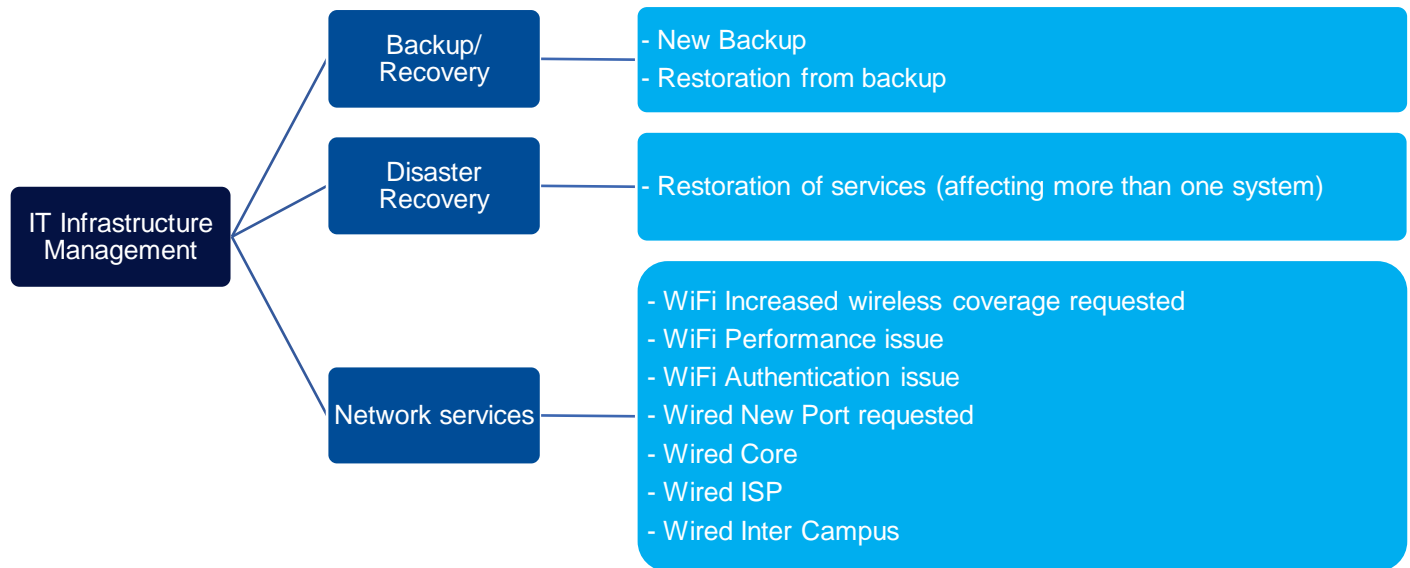 IT Infrastructure
Management
Backup/
Recovery
- New Backup
- Restoration from backup
Disaster
Recovery
- Restoration of services (affecting more than one system)
Network services
- WiFi Increased wireless coverage requested
- WiFi Performance issue
- WiFi Authentication issue
- Wired New Port requested
- Wired Core
- Wired ISP
- Wired Inter Campus